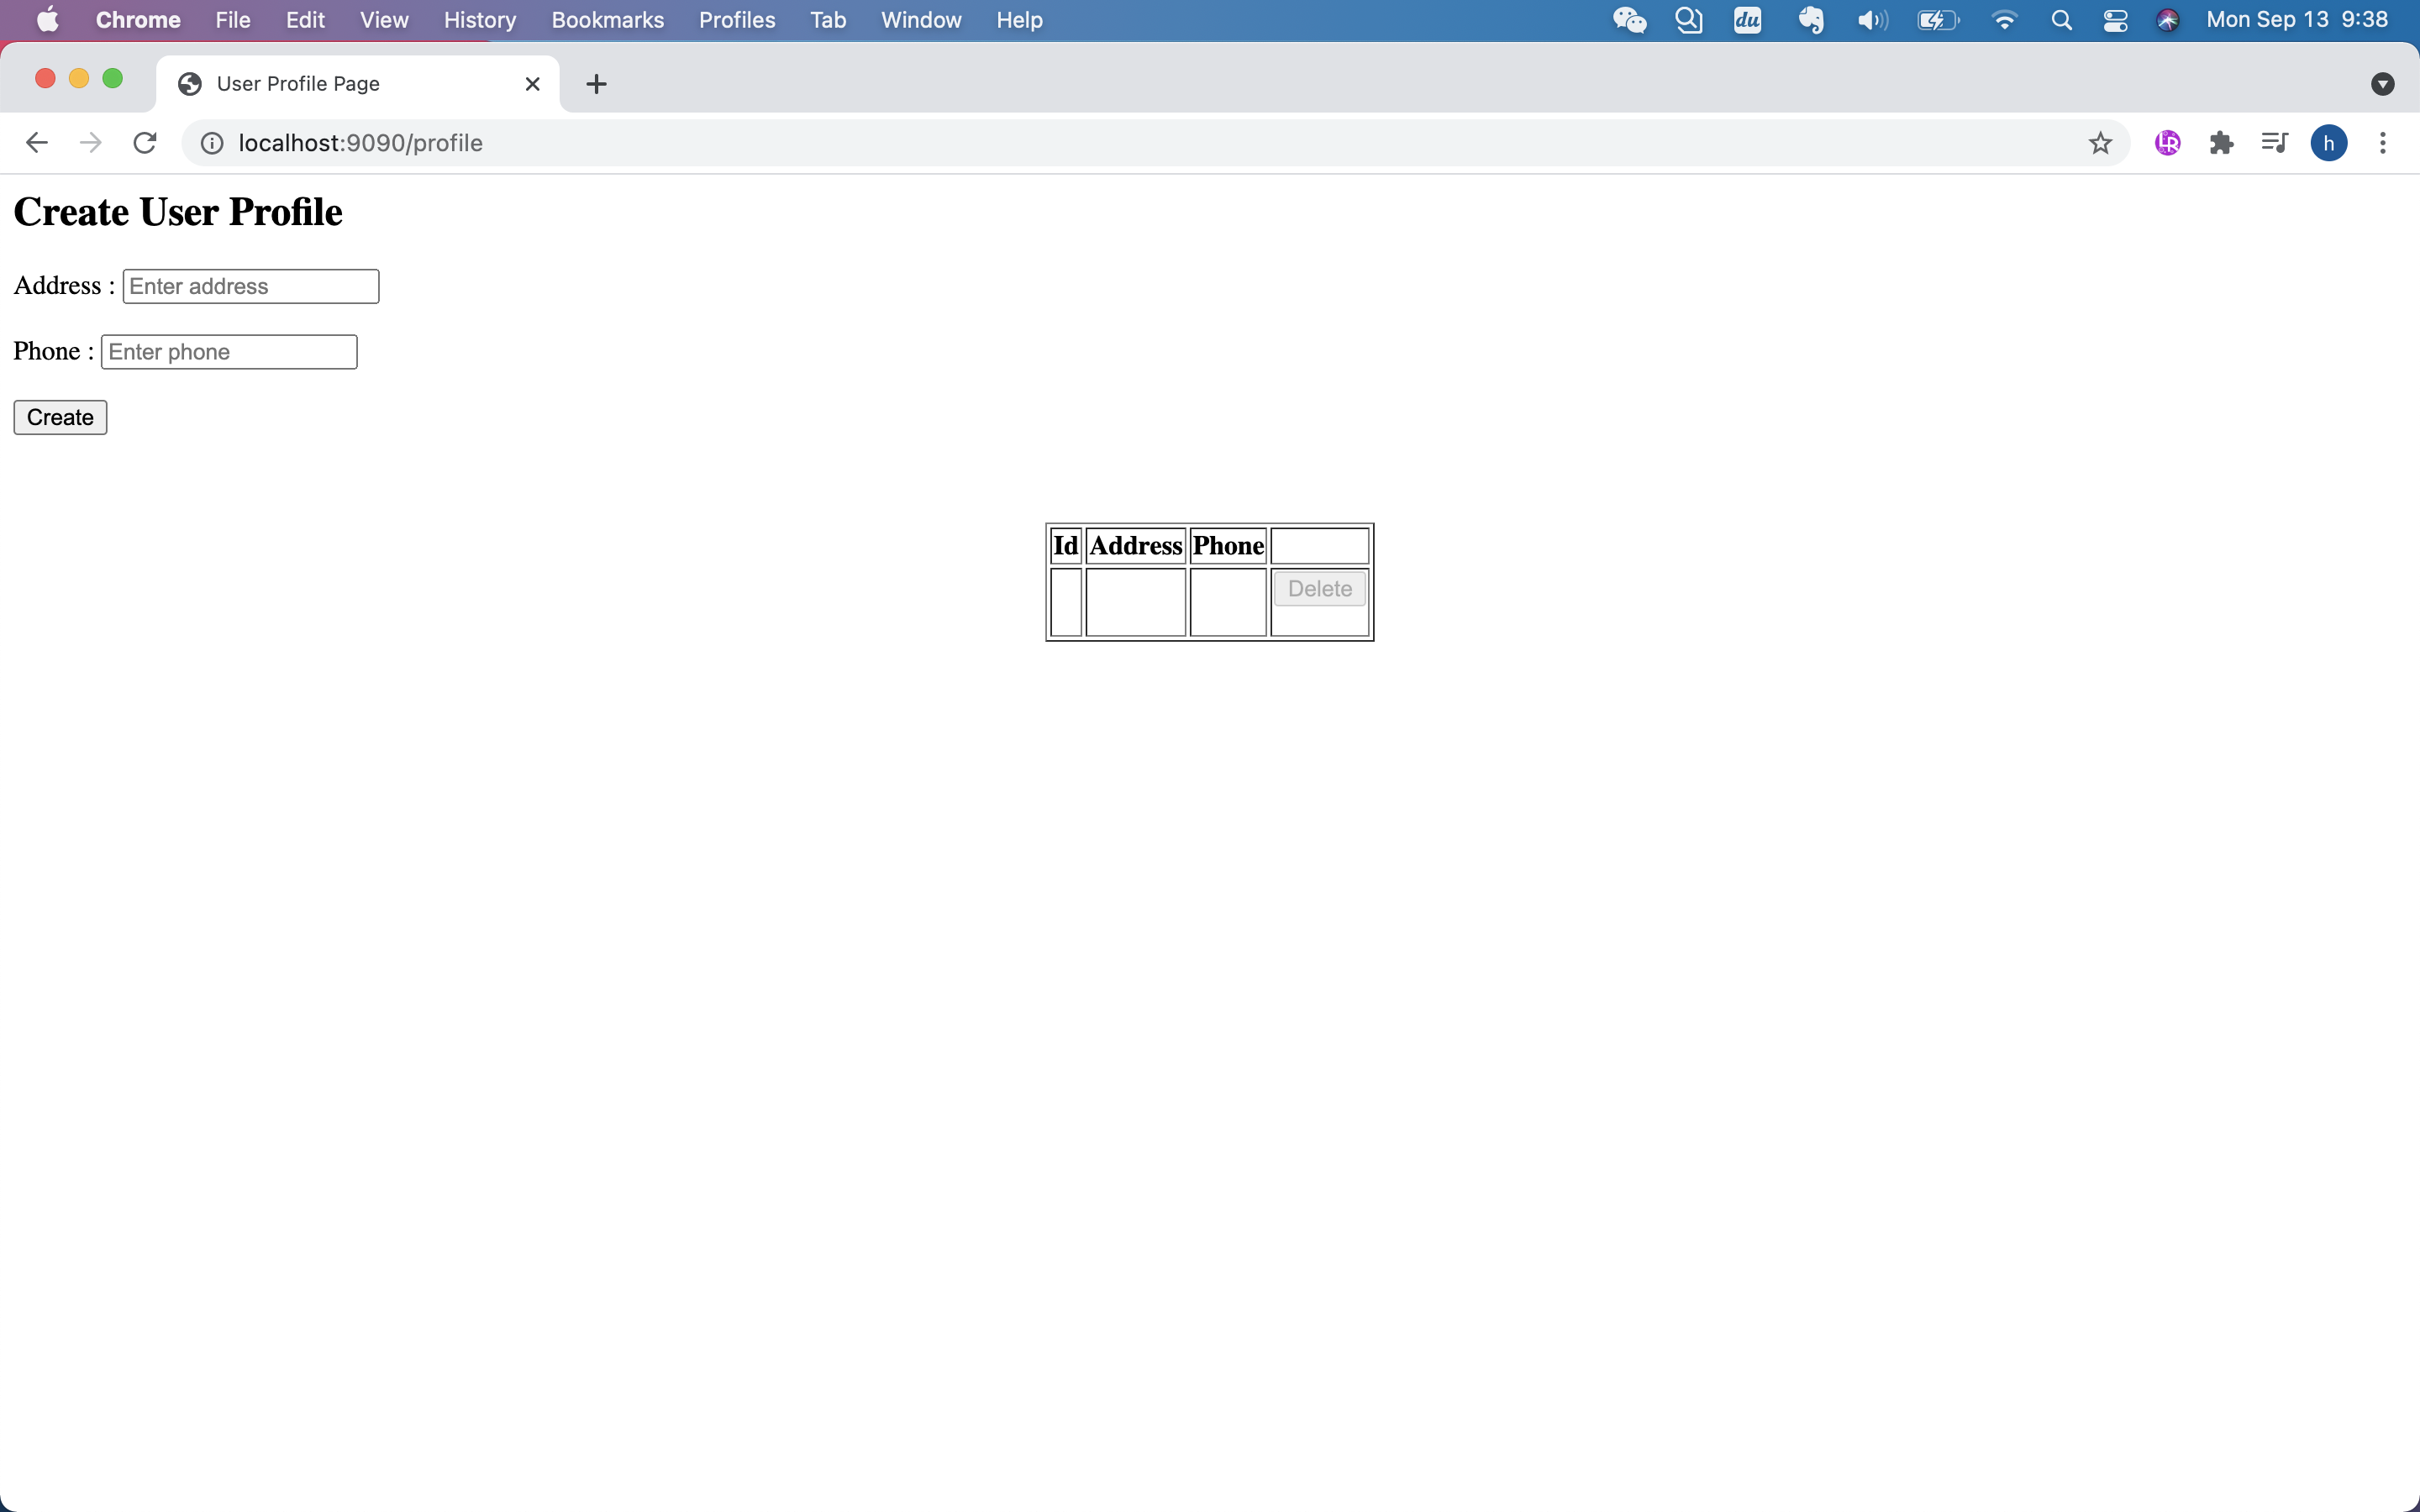 Chrome File Edit View History Bookmarks Profiles Tab Window Help du Mon Sep 13 9:38
User Profile Page
localhost:9090/profile h
Create User Profile
Address : Enter address
Phone : Enter phone
Create
Id Address Phone
Delete